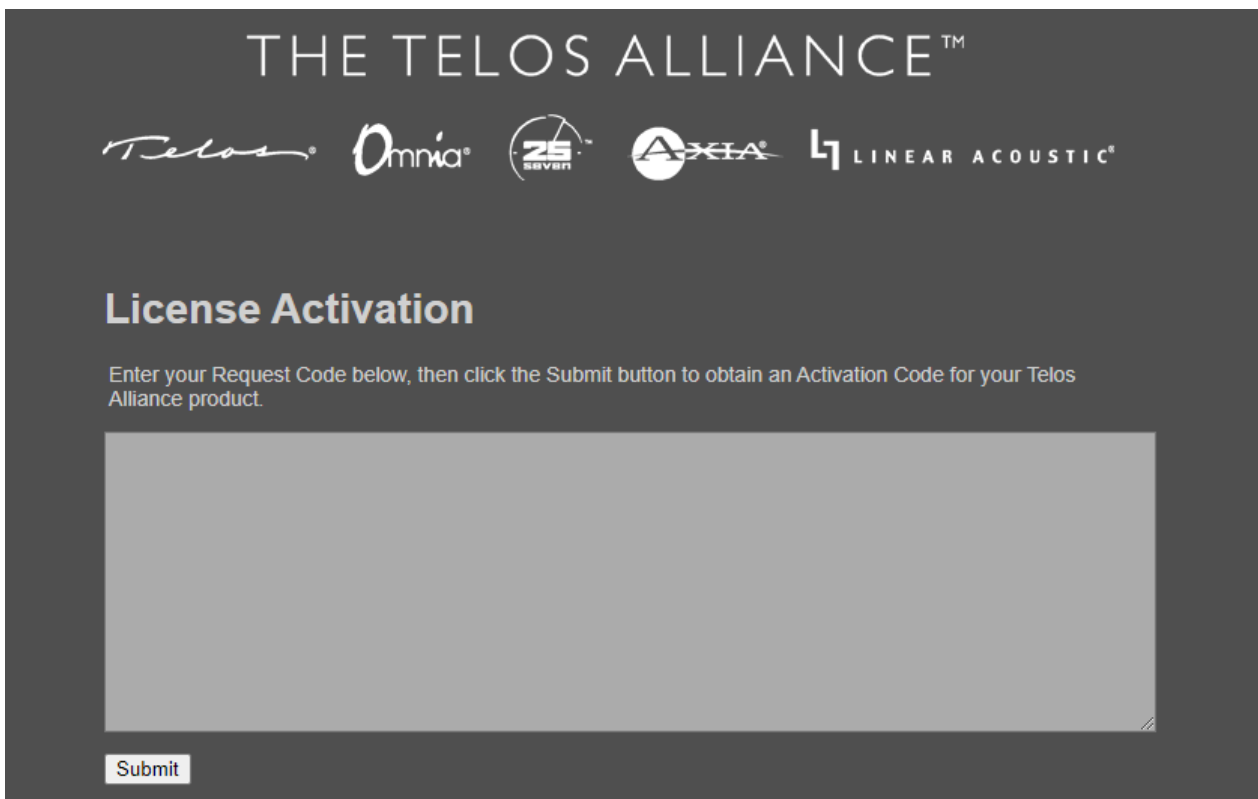 THE TELOS ALLIANCE™
Telos® Omnia® 25 seven™ AXIA® LINEAR ACOUSTIC®
License Activation
Enter your Request Code below, then click the Submit button to obtain an Activation Code for your Telos
Alliance product.
Submit